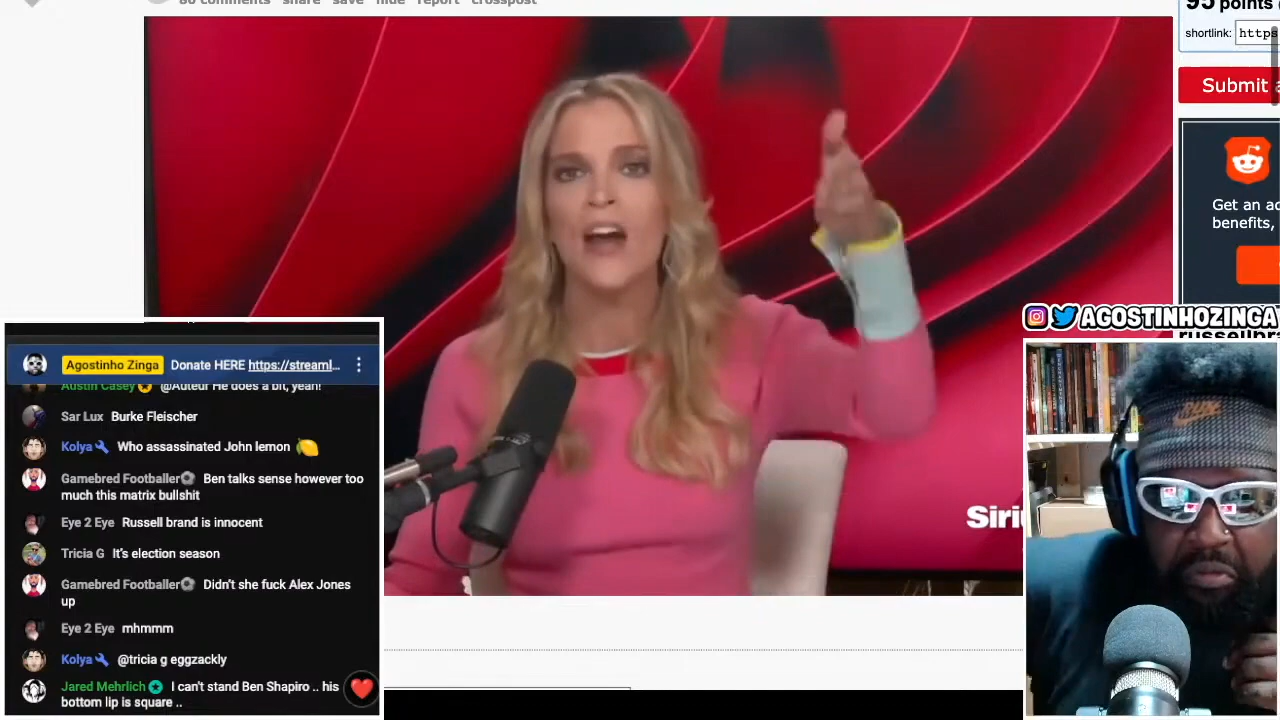 80 comments share save hide report crosspost
95 points
shortlink: https
Submit a
Get an
benefits,
Siri
AGOSTINHOZINGA
Agostinho Zinga Donate HERE https://streaml...
Austin Casey @Auteur He does a bit, yeah!
Sar Lux Burke Fleischer
Kolya Who assassinated John lemon 🍋
Gamebred Footballer Ben talks sense however too
much this matrix bullshit
Eye 2 Eye Russell brand is innocent
Tricia G It's election season
Gamebred Footballer Didn't she fuck Alex Jones
up
Eye 2 Eye mhmmm
Kolya @tricia g eggzackly
Jared Mehrlich I can't stand Ben Shapiro .. his
bottom lip is square ..